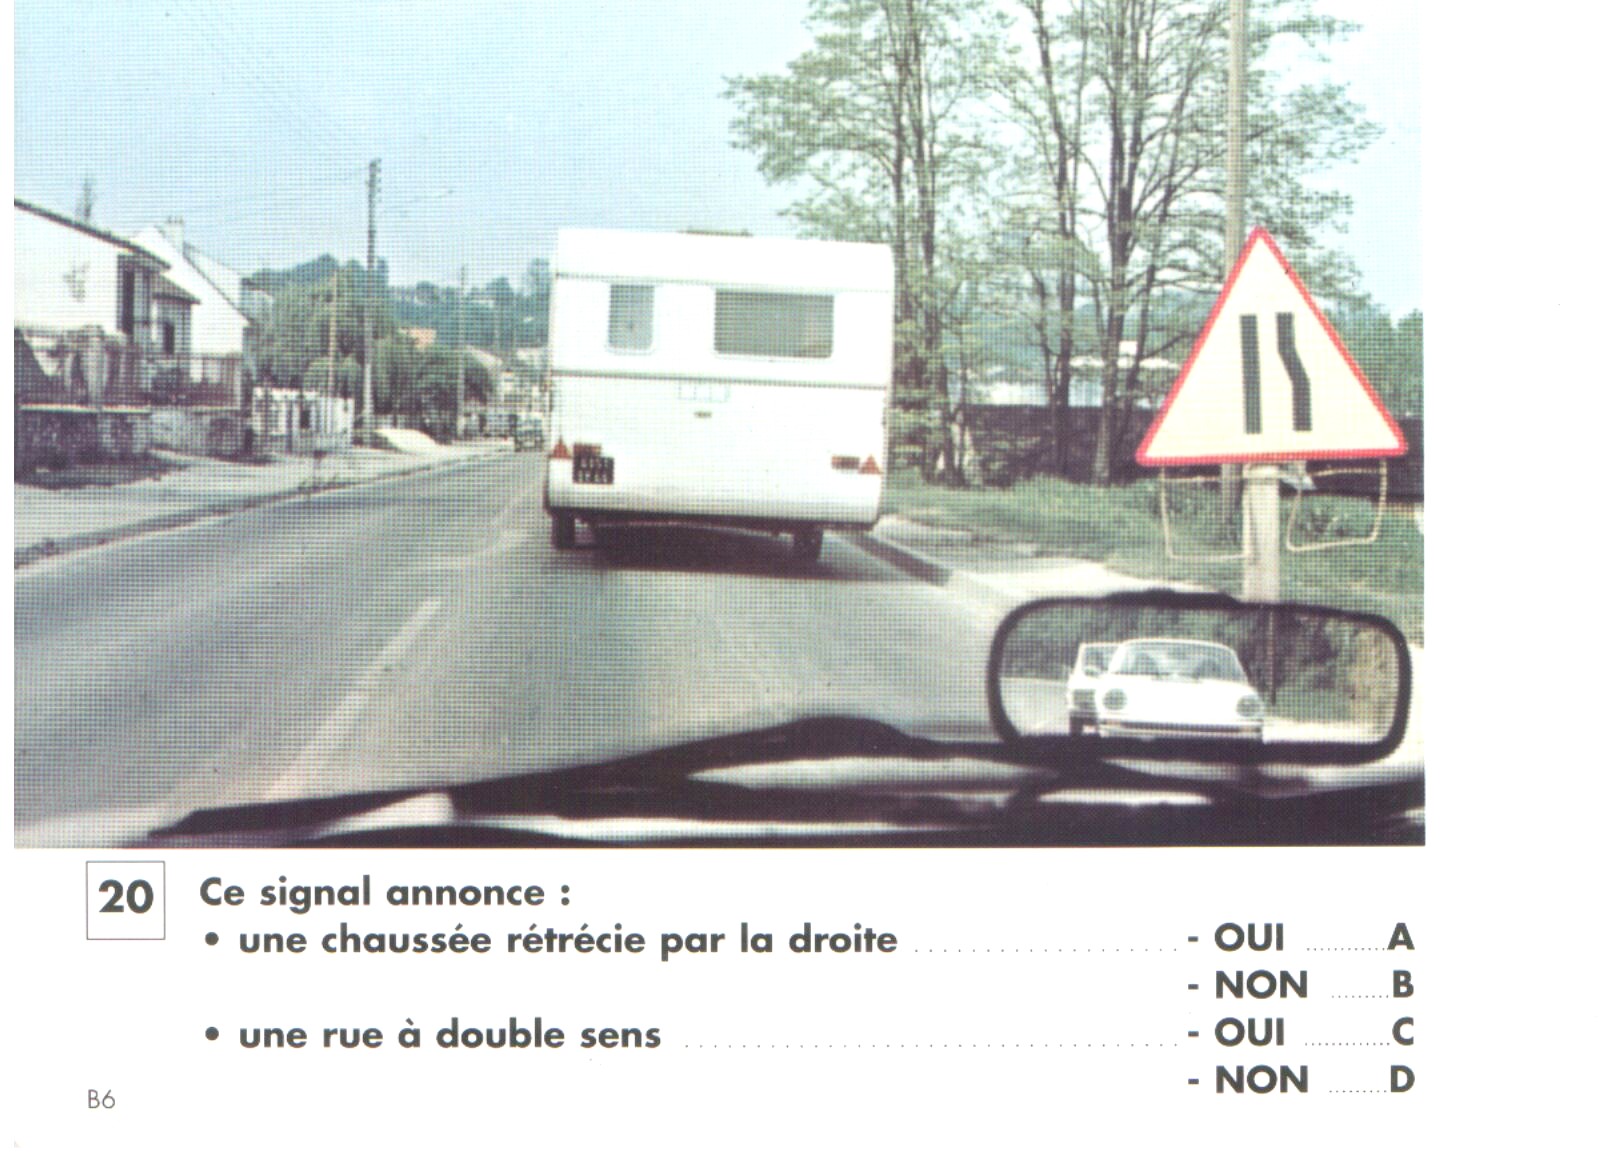 20 Ce signal annonce :
• une chaussée rétrécie par la droite - OUI A
- NON B
• une rue à double sens - OUI C
- NON D
B6